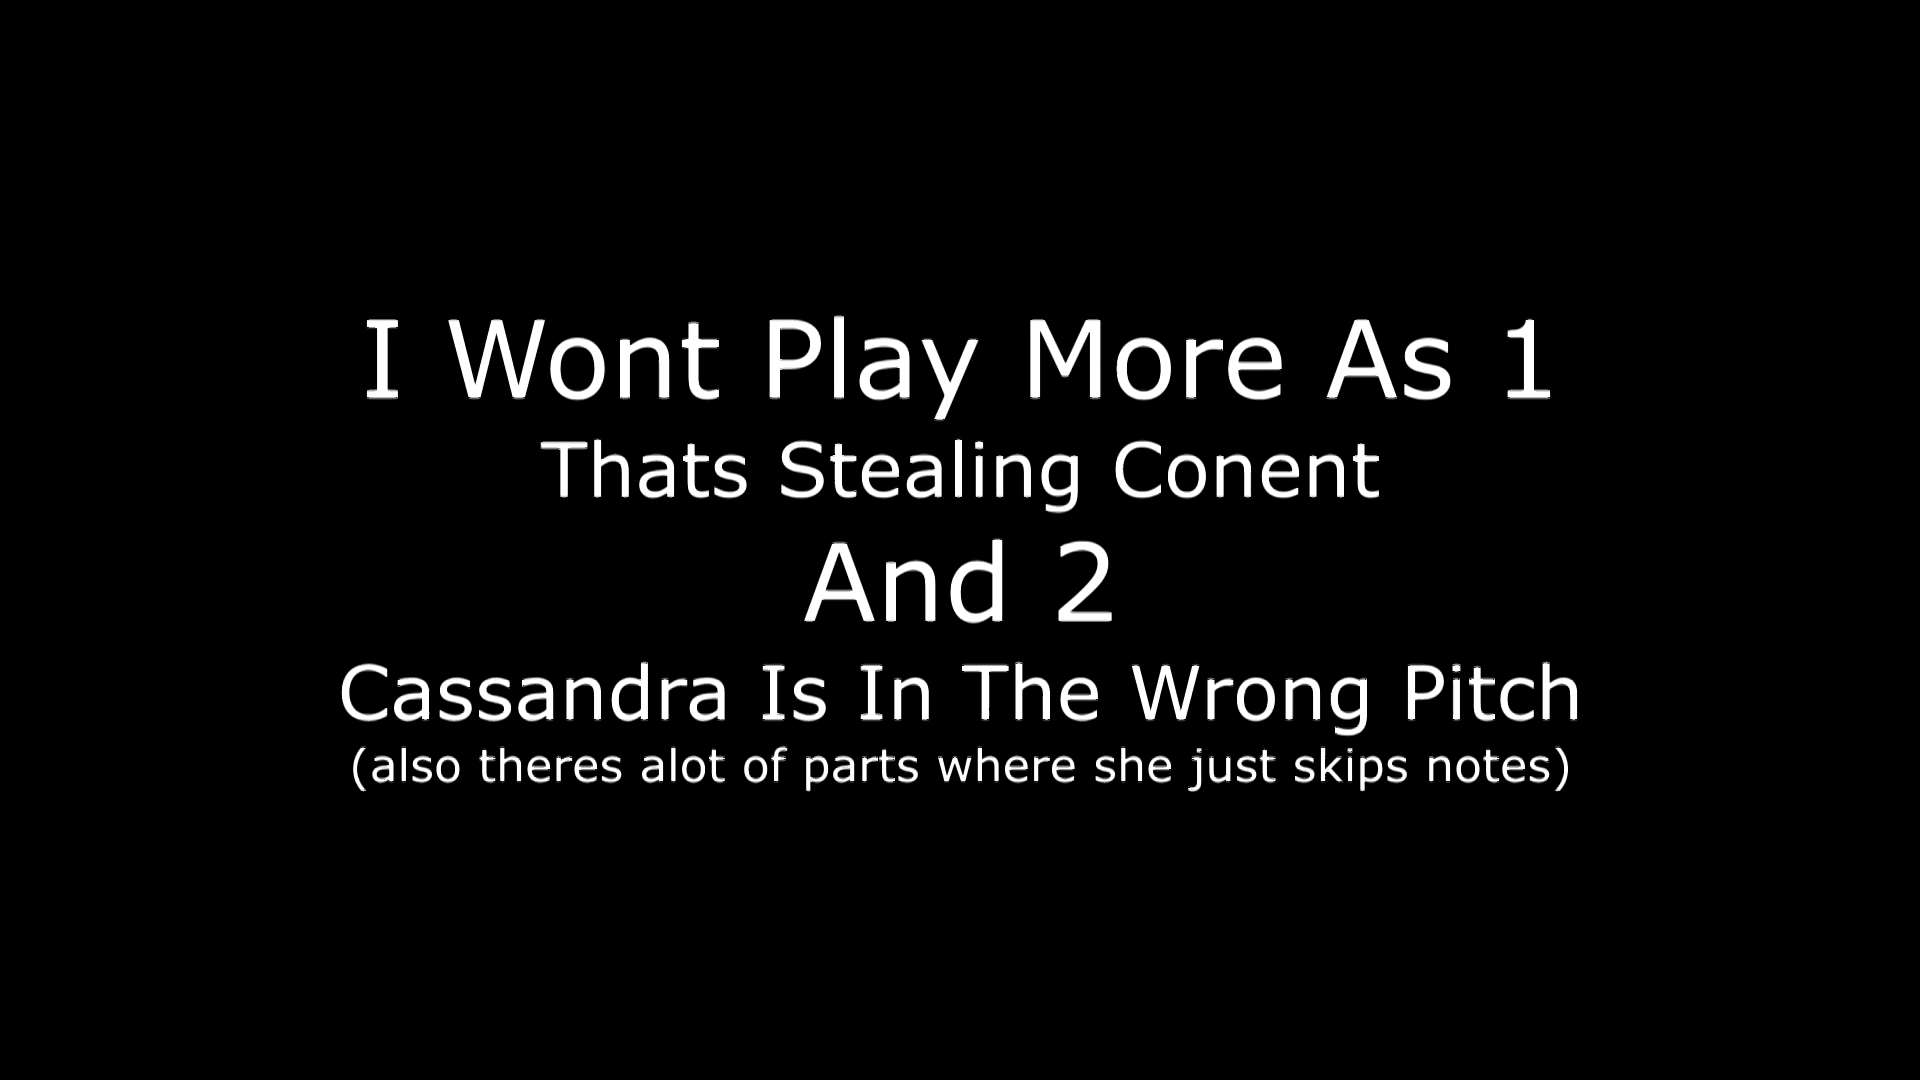 I Wont Play More As 1
Thats Stealing Conent
And 2
Cassandra Is In The Wrong Pitch
(also theres alot of parts where she just skips notes)